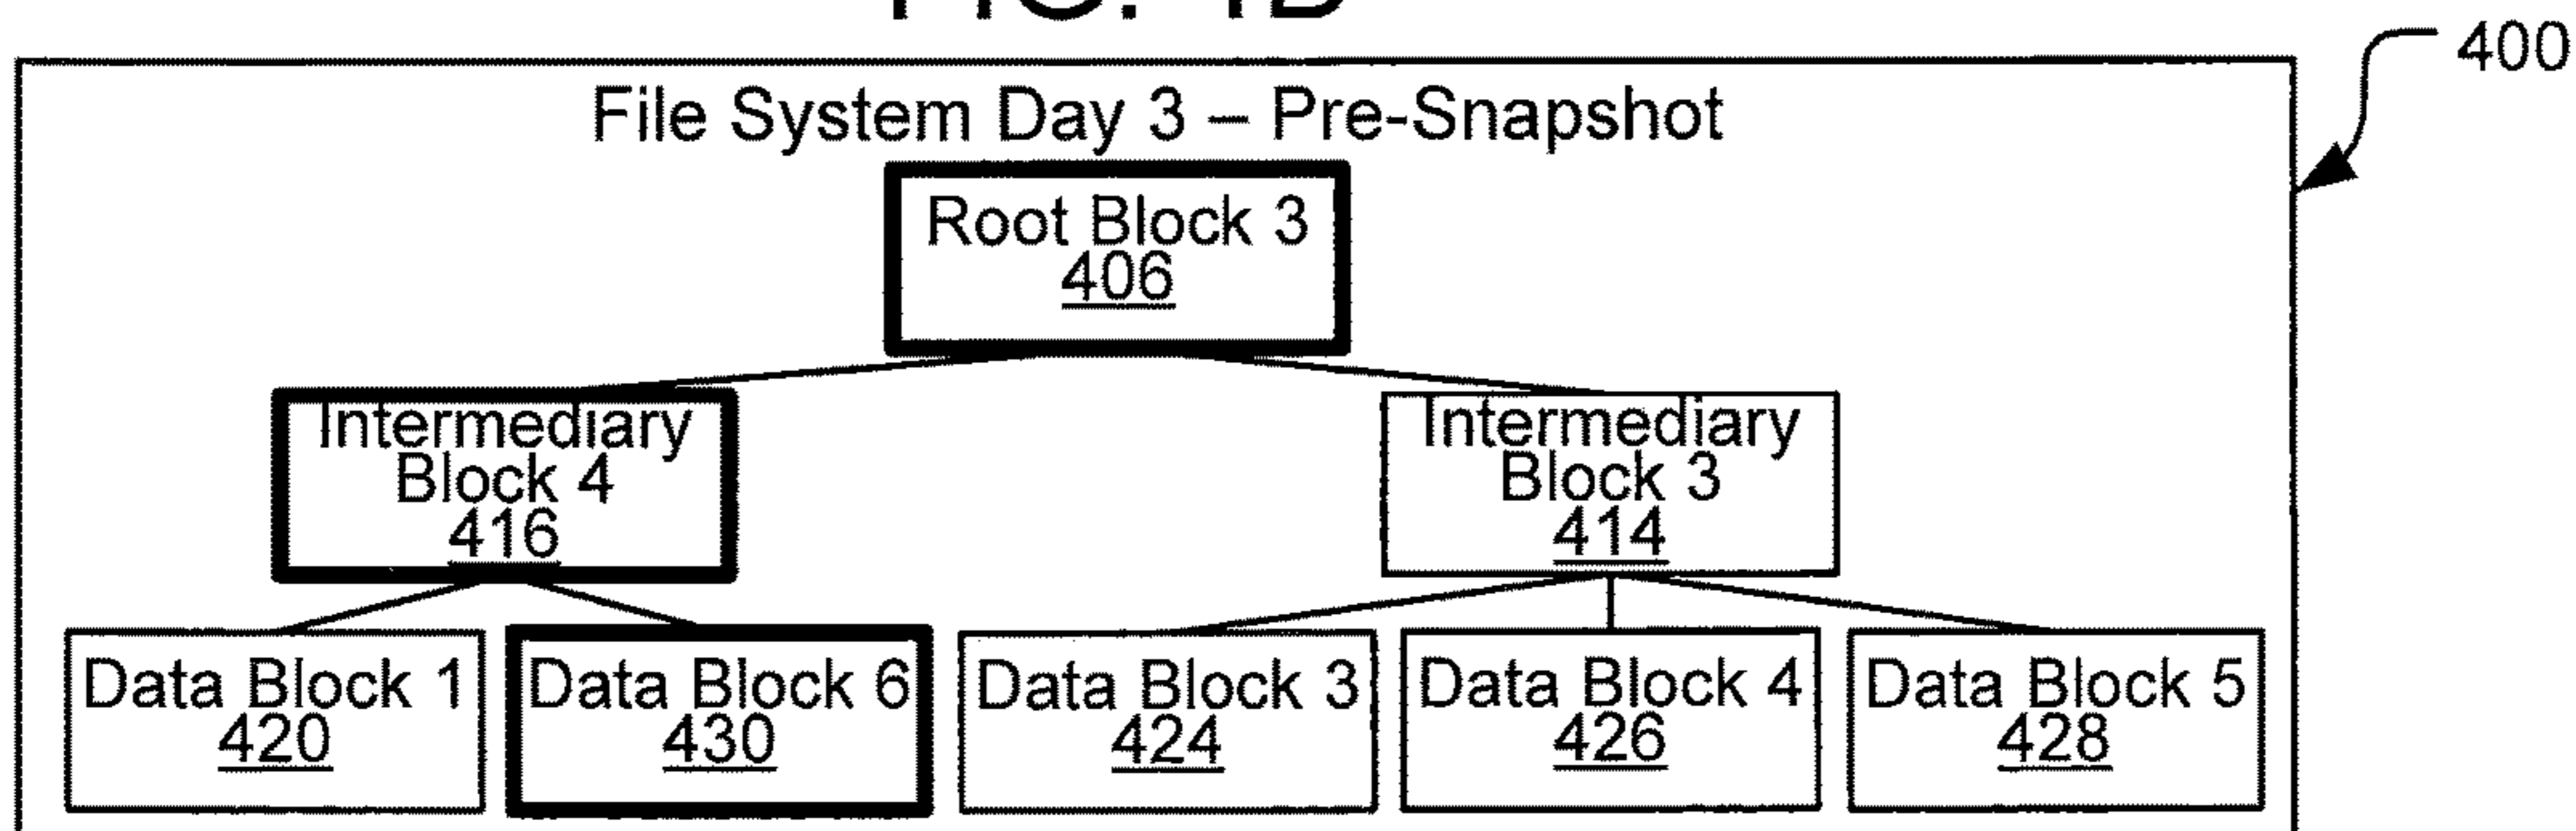 400
File System Day 3 – Pre-Snapshot
Root Block 3
406
Intermediary
Block 4
416
Intermediary
Block 3
414
Data Block 1
420
Data Block 6
430
Data Block 3
424
Data Block 4
426
Data Block 5
428